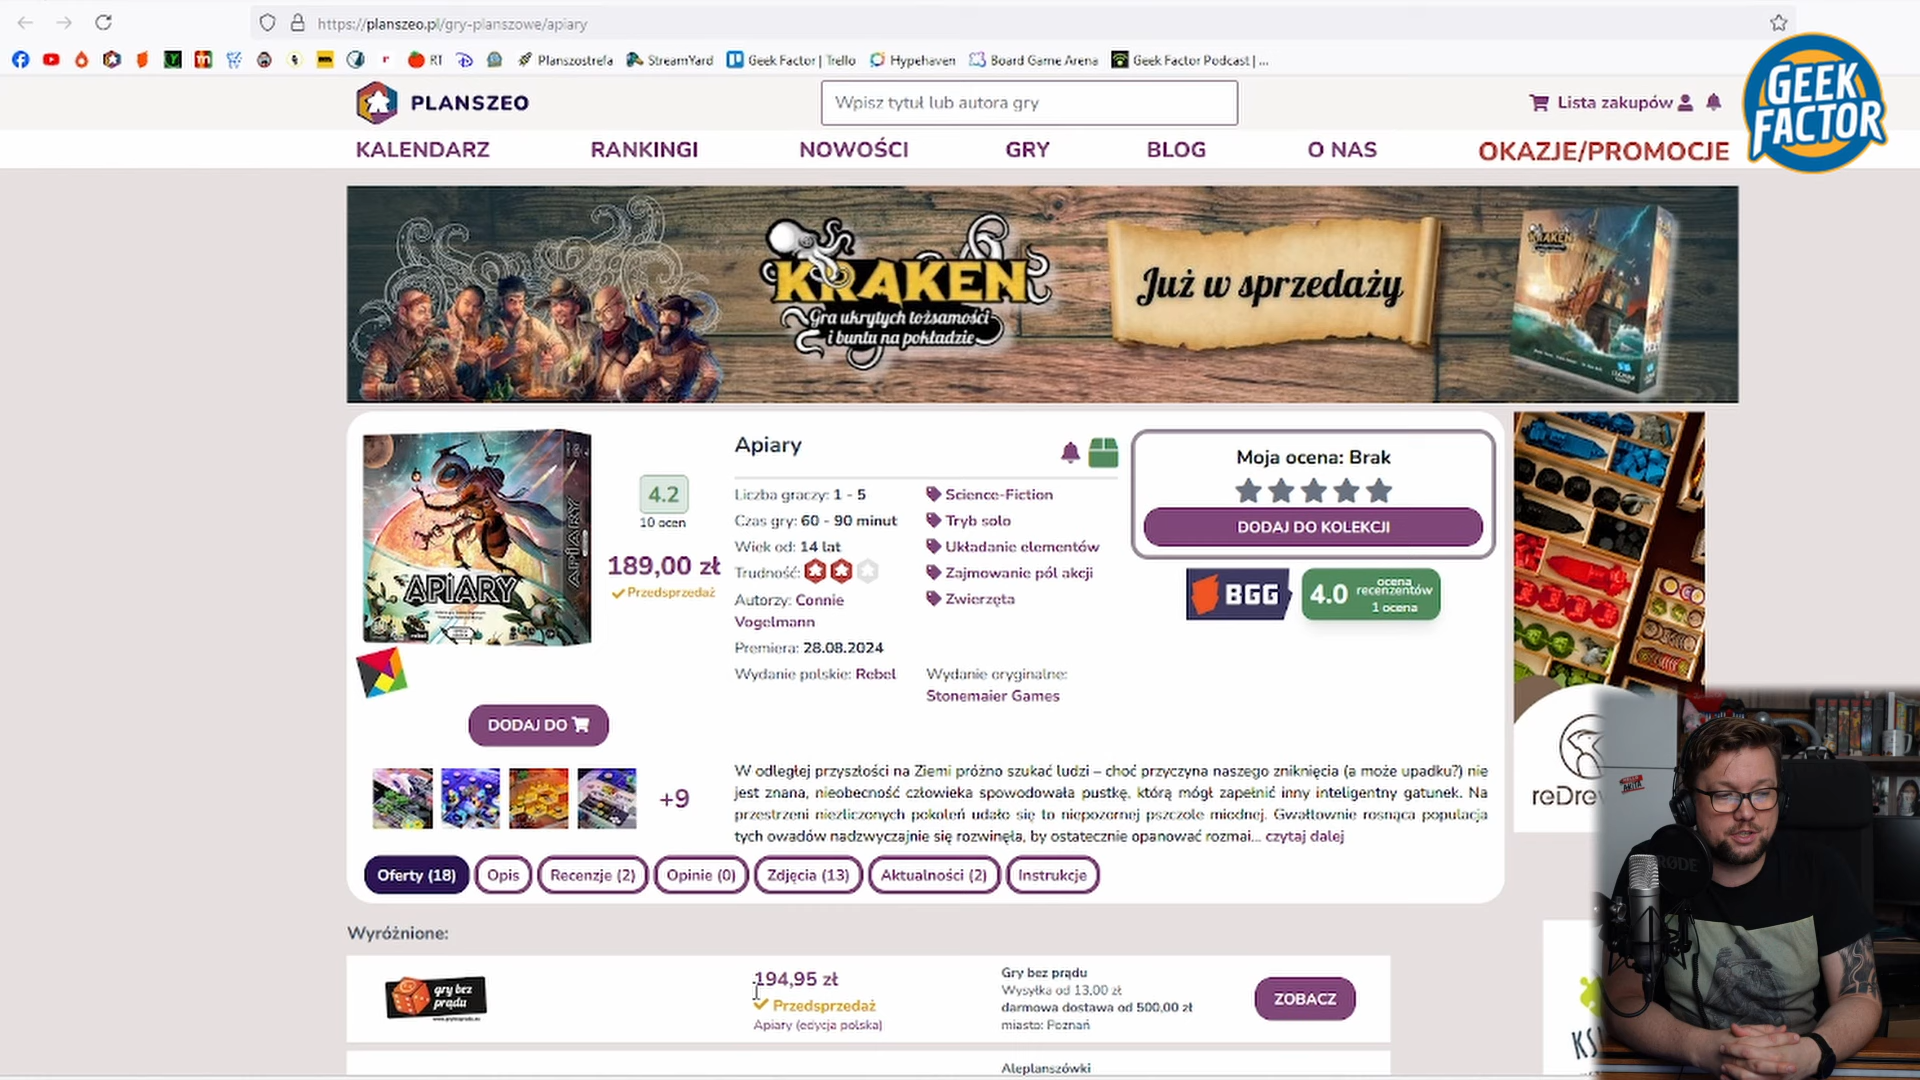 https://planszeo.pl/gry-planszowe/apiary
RT
Planszostrefa
StreamYard
Geek Factor | Trello
Hypehaven
Board Game Arena
Geek Factor Podcast | ...
GEEK
FACTOR
PLANSZEO
Wpisz tytuł lub autora gry
Lista zakupów
KALENDARZ
RANKINGI
NOWOŚCI
GRY
BLOG
O NAS
OKAZJE/PROMOCJE
KRAKEN
Gra ukrytych tożsamości
i buntu na pokładzie
Już w sprzedaży
KRAKEN
APIARY
APIARY
rebel
4.2
10 ocen
189,00 zł
Przedsprzedaż
DODAJ DO
+9
Apiary
Liczba graczy: 1 - 5
Czas gry: 60 - 90 minut
Wiek od: 14 lat
Trudność:
Autorzy: Connie
Vogelmann
Premiera: 28.08.2024
Wydanie polskie: Rebel
Science-Fiction
Tryb solo
Układanie elementów
Zajmowanie pól akcji
Zwierzęta
Wydanie oryginalne:
Stonemaier Games
Moja ocena: Brak
DODAJ DO KOLEKCJI
BGG
4.0
ocena
recenzentów
1 ocena
W odległej przyszłości na Ziemi próżno szukać ludzi – choć przyczyna naszego zniknięcia (a może upadku?) nie
jest znana, nieobecność człowieka spowodowała pustkę, którą mógł zapełnić inny inteligentny gatunek. Na
przestrzeni niezliczonych pokoleń udało się to niepozornej pszczole miodnej. Gwałtownie rosnąca populacja
tych owadów nadzwyczajnie się rozwinęła, by ostatecznie opanować rozmai... czytaj dalej
Oferty (18)
Opis
Recenzje (2)
Opinie (0)
Zdjęcia (13)
Aktualności (2)
Instrukcje
reDre
RØDE
Wyróżnione:
gry bez
prądu
194,95 zł
Przedsprzedaż
Apiary (edycja polska)
Gry bez prądu
Wysyłka od 13,00 zł
darmowa dostawa od 500,00 zł
miasto: Poznań
ZOBACZ
Aleplanszówki
KS